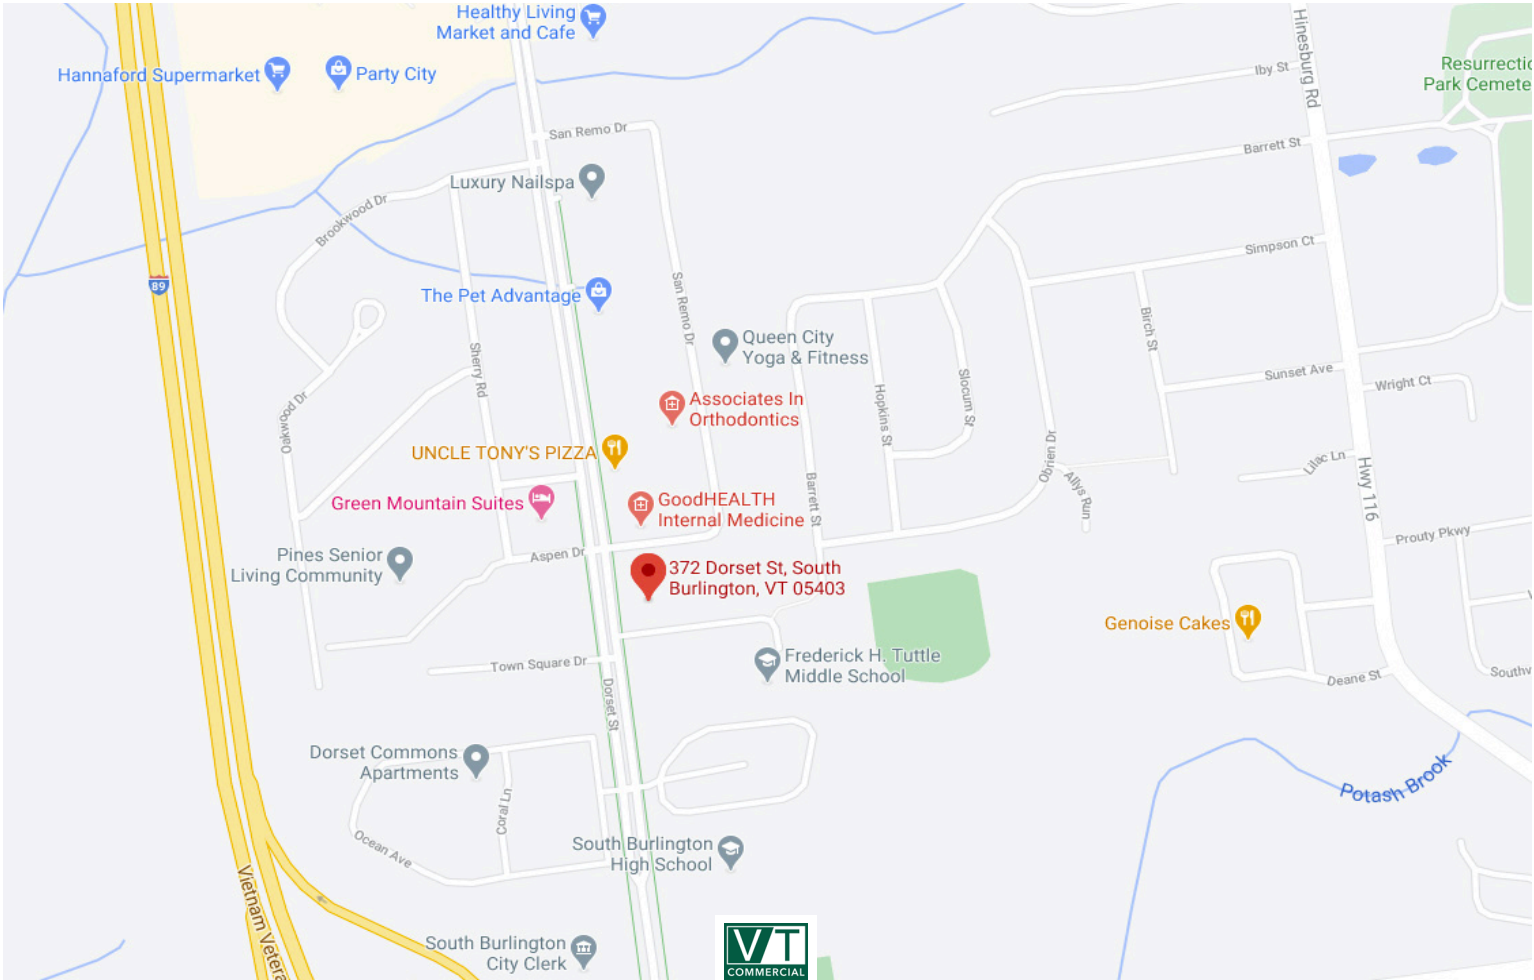 Healthy Living
Market and Cafe
Hannaford Supermarket
Party City
Hinesburg Rd
Iby St
Resurrectio
Park Cemete
San Remo Dr
Barrett St
Luxury Nailspa
Brookwood Dr
Simpson Ct
89
The Pet Advantage
San Remo Dr
Birch St
Queen City
Yoga & Fitness
Sherry Rd
Slocum St
Sunset Ave
Wright Ct
Associates In
Orthodontics
Hopkins St
Oakwood Dr
UNCLE TONY'S PIZZA
Obrien Dr
Lilac Ln
Hwy 116
Allys Run
Green Mountain Suites
GoodHEALTH
Internal Medicine
Barrett St
Prouty Pkwy
Pines Senior
Living Community
Aspen Dr
372 Dorset St, South
Burlington, VT 05403
Genoise Cakes
Town Square Dr
Frederick H. Tuttle
Middle School
Deane St
Southv
Dorset St
Dorset Commons
Apartments
Coral Ln
Potash Brook
Ocean Ave
South Burlington
High School
Vietnam Vetera
South Burlington
City Clerk
VT
COMMERCIAL